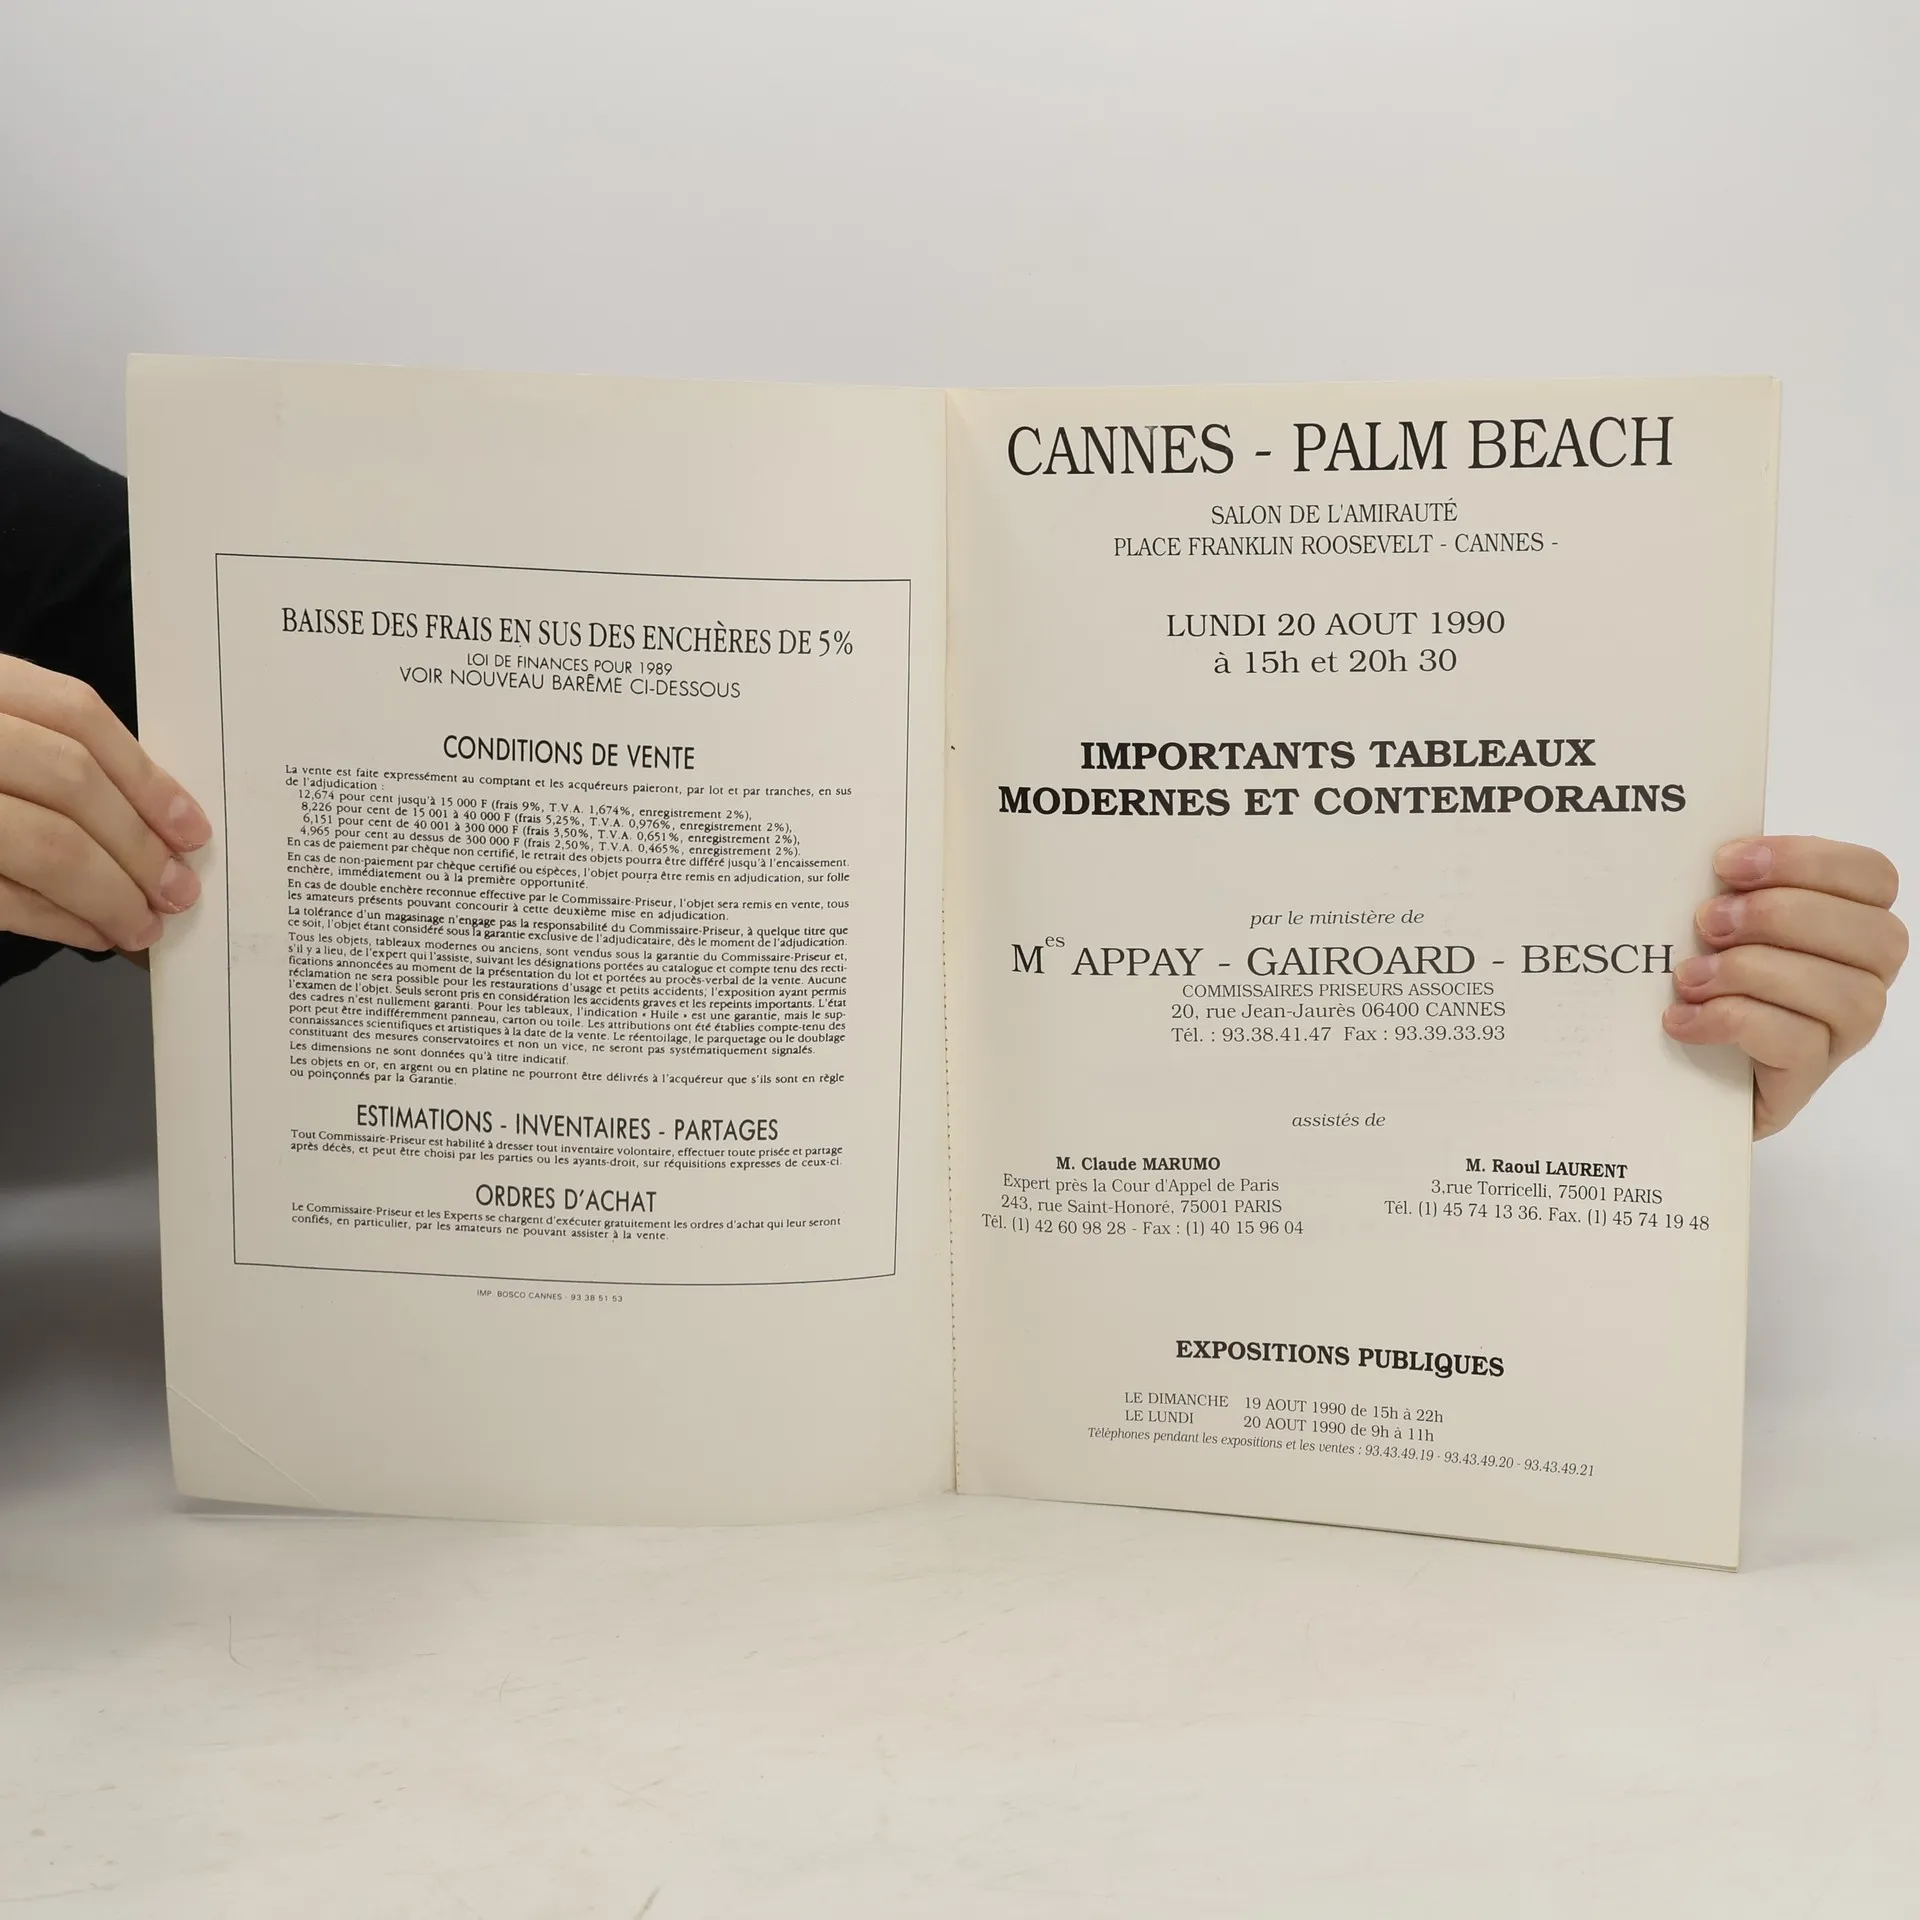 BAISSE DES FRAIS EN SUS DES ENCHÈRES DE 5%
LOI DE FINANCES POUR 1989
VOIR NOUVEAU BARÊME CI-DESSOUS
CONDITIONS DE VENTE
La vente est faite expressément au comptant et les acquéreurs paieront, par lot et par tranches, en sus
de l'adjudication :
12,674 pour cent jusqu'à 15 000 F (frais 9%, T.V.A. 1,674%, enregistrement 2%),
8,226 pour cent de 15 001 à 40 000 F (frais 5,25%, T.V.A. 0,976%, enregistrement 2%),
6,151 pour cent de 40 001 à 300 000 F (frais 3,50%, T.V.A. 0,651%, enregistrement 2%),
4,965 pour cent au dessus de 300 000 F (frais 2,50%, T.V.A. 0,465%, enregistrement 2%).
En cas de paiement par chèque non certifié, le retrait des objets pourra être différé jusqu'à l'encaissement.
En cas de non-paiement par chèque certifié ou espèces, l'objet pourra être remis en adjudication, sur folle
enchère, immédiatement ou à la première opportunité.
En cas de double enchère reconnue effective par le Commissaire-Priseur, l'objet sera remis en vente, tous
les amateurs présents pouvant concourir à cette deuxième mise en adjudication.
La tolérance d'un magasinage n'engage pas la responsabilité du Commissaire-Priseur, à quelque titre que
ce soit, l'objet étant considéré sous la garantie exclusive de l'adjudicataire, dès le moment de l'adjudication.
Tous les objets, tableaux modernes ou anciens, sont vendus sous la garantie du Commissaire-Priseur et,
s'il y a lieu, de l'expert qui l'assiste, suivant les désignations portées au catalogue et compte tenu des recti-
fications annoncées au moment de la présentation du lot et portées au procès-verbal de la vente. Aucune
réclamation ne sera possible pour les restaurations d'usage et petits accidents, l'exposition ayant permis
l'examen de l'objet. Seuls seront pris en considération les accidents graves et les repeints importants. L'état
des cadres n'est nullement garanti. Pour les tableaux, l'indication « Huile » est une garantie, mais le sup-
port peut être indifféremment panneau, carton ou toile. Les attributions ont été établies compte-tenu des
connaissances scientifiques et artistiques à la date de la vente. Le réentoilage, le parquetage ou le doublage
constituant des mesures conservatoires et non un vice, ne seront pas systématiquement signalés.
Les dimensions ne sont données qu'à titre indicatif.
Les objets en or, en argent ou en platine ne pourront être délivrés à l'acquéreur que s'ils sont en règle
ou poinçonnés par la Garantie.
ESTIMATIONS - INVENTAIRES - PARTAGES
Tout Commissaire-Priseur est habilité à dresser tout inventaire volontaire, effectuer toute prisée et partage
après décès, et peut être choisi par les parties ou les ayants-droit, sur réquisitions expresses de ceux-ci.
ORDRES D'ACHAT
Le Commissaire-Priseur et les Experts se chargent d'exécuter gratuitement les ordres d'achat qui leur seront
confiés, en particulier, par les amateurs ne pouvant assister à la vente.
IMP. BOSCO CANNES - 93 38 51 53
CANNES - PALM BEACH
SALON DE L'AMIRAUTÉ
PLACE FRANKLIN ROOSEVELT - CANNES -
LUNDI 20 AOUT 1990
à 15h et 20h 30
IMPORTANTS TABLEAUX
MODERNES ET CONTEMPORAINS
par le ministère de
Mes APPAY - GAIROARD - BESCH
COMMISSAIRES PRISEURS ASSOCIES
20, rue Jean-Jaurès 06400 CANNES
Tél. : 93.38.41.47 Fax : 93.39.33.93
assistés de
M. Claude MARUMO
Expert près la Cour d'Appel de Paris
243, rue Saint-Honoré, 75001 PARIS
Tél. (1) 42 60 98 28 - Fax : (1) 40 15 96 04
M. Raoul LAURENT
3,rue Torricelli, 75001 PARIS
Tél. (1) 45 74 13 36. Fax. (1) 45 74 19 48
EXPOSITIONS PUBLIQUES
LE DIMANCHE 19 AOUT 1990 de 15h à 22h
LE LUNDI 20 AOUT 1990 de 9h à 11h
Téléphones pendant les expositions et les ventes : 93.43.49.19 - 93.43.49.20 - 93.43.49.21